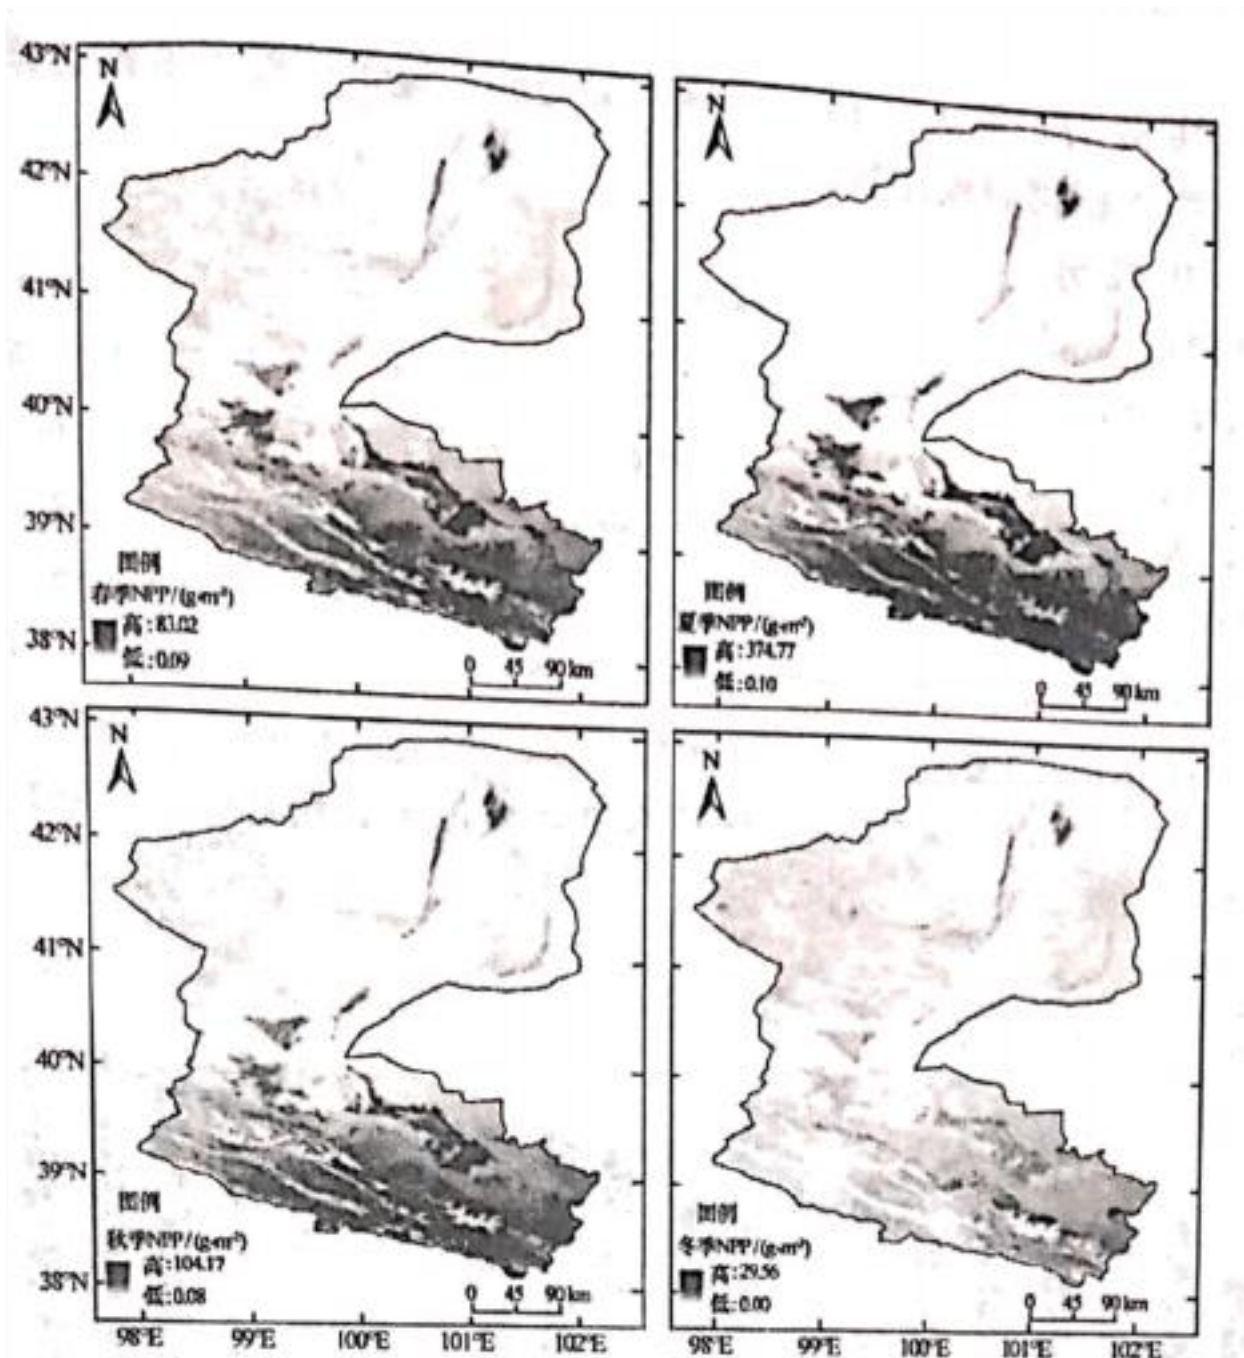 43°N
42°N
41°N
40°N
39°N
38°N
N
图例
春季NPP/(g·m²)
高:83.02
低:0.09
0 45 90 km
N
图例
夏季NPP/(g·m²)
高:374.77
低:0.10
0 45 90 km
43°N
42°N
41°N
40°N
39°N
38°N
N
图例
秋季NPP/(g·m²)
高:104.17
低:0.08
0 45 90 km
98°E 99°E 100°E 101°E 102°E
N
图例
冬季NPP/(g·m²)
高:29.56
低:0.00
0 45 90 km
98°E 99°E 100°E 101°E 102°E